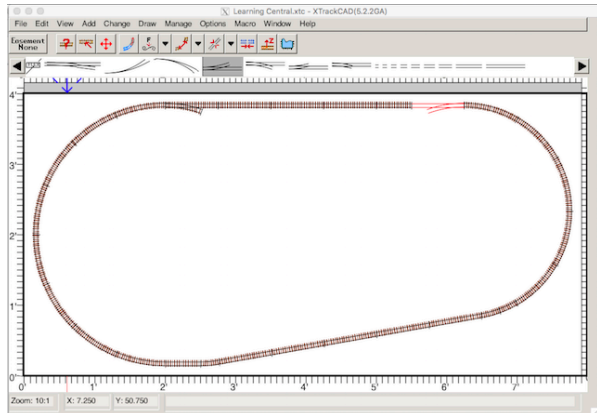 Learning Central.xtc - XTrackCAD(5.2.2GA)
File Edit View Add Change Draw Manage Options Macro Window Help
Easement
None
4'
3'
2'
1'
0'
0' 1' 2' 3' 4' 5' 6' 7'
Zoom: 10:1 X: 7.250 Y: 50.750